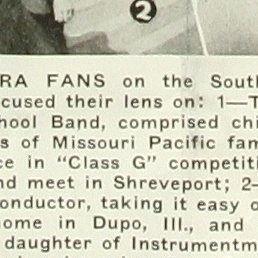 2
RA FANS on the South
cused their lens on: 1—T
hool Band, comprised chi
s of Missouri Pacific fam
ce in “Class G” competiti
nd meet in Shreveport; 2—
onductor, taking it easy o
ome in Dupo, Ill., and
daughter of Instrumentm